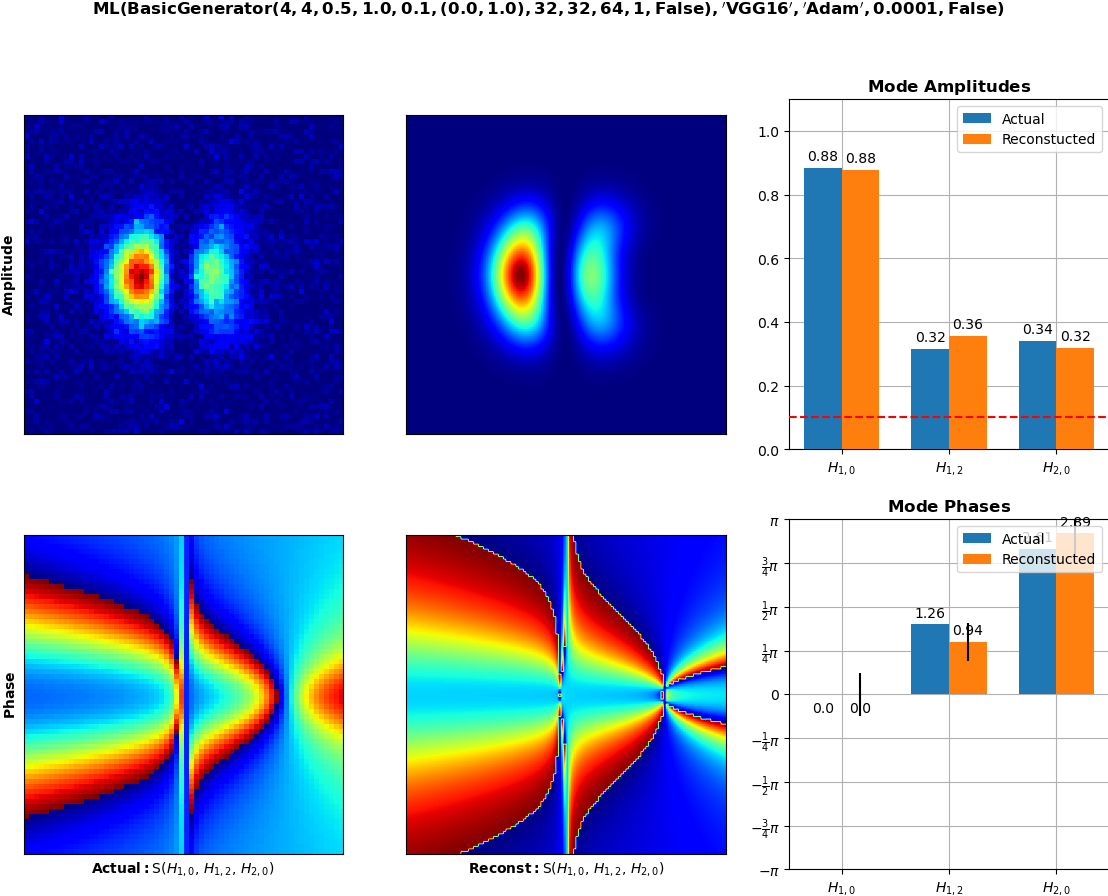 ML(BasicGenerator(4, 4, 0.5, 1.0, 0.1, (0.0, 1.0), 32, 32, 64, 1, False), ′VGG16′, ′Adam′, 0.0001, False)
Amplitude
Mode Amplitudes
Actual
Reconstucted
1.0
0.8
0.6
0.4
0.2
0.0
0.88
0.88
0.32
0.36
0.34
0.32
H1,0
H1,2
H2,0
Phase
Actual: S(H1,0, H1,2, H2,0)
Reconst: S(H1,0, H1,2, H2,0)
Mode Phases
Actual
Reconstucted
π
3/4π
1/2π
1/4π
0
−1/4π
−1/2π
−3/4π
−π
0.0
0.0
1.26
0.94
2.89
H1,0
H1,2
H2,0